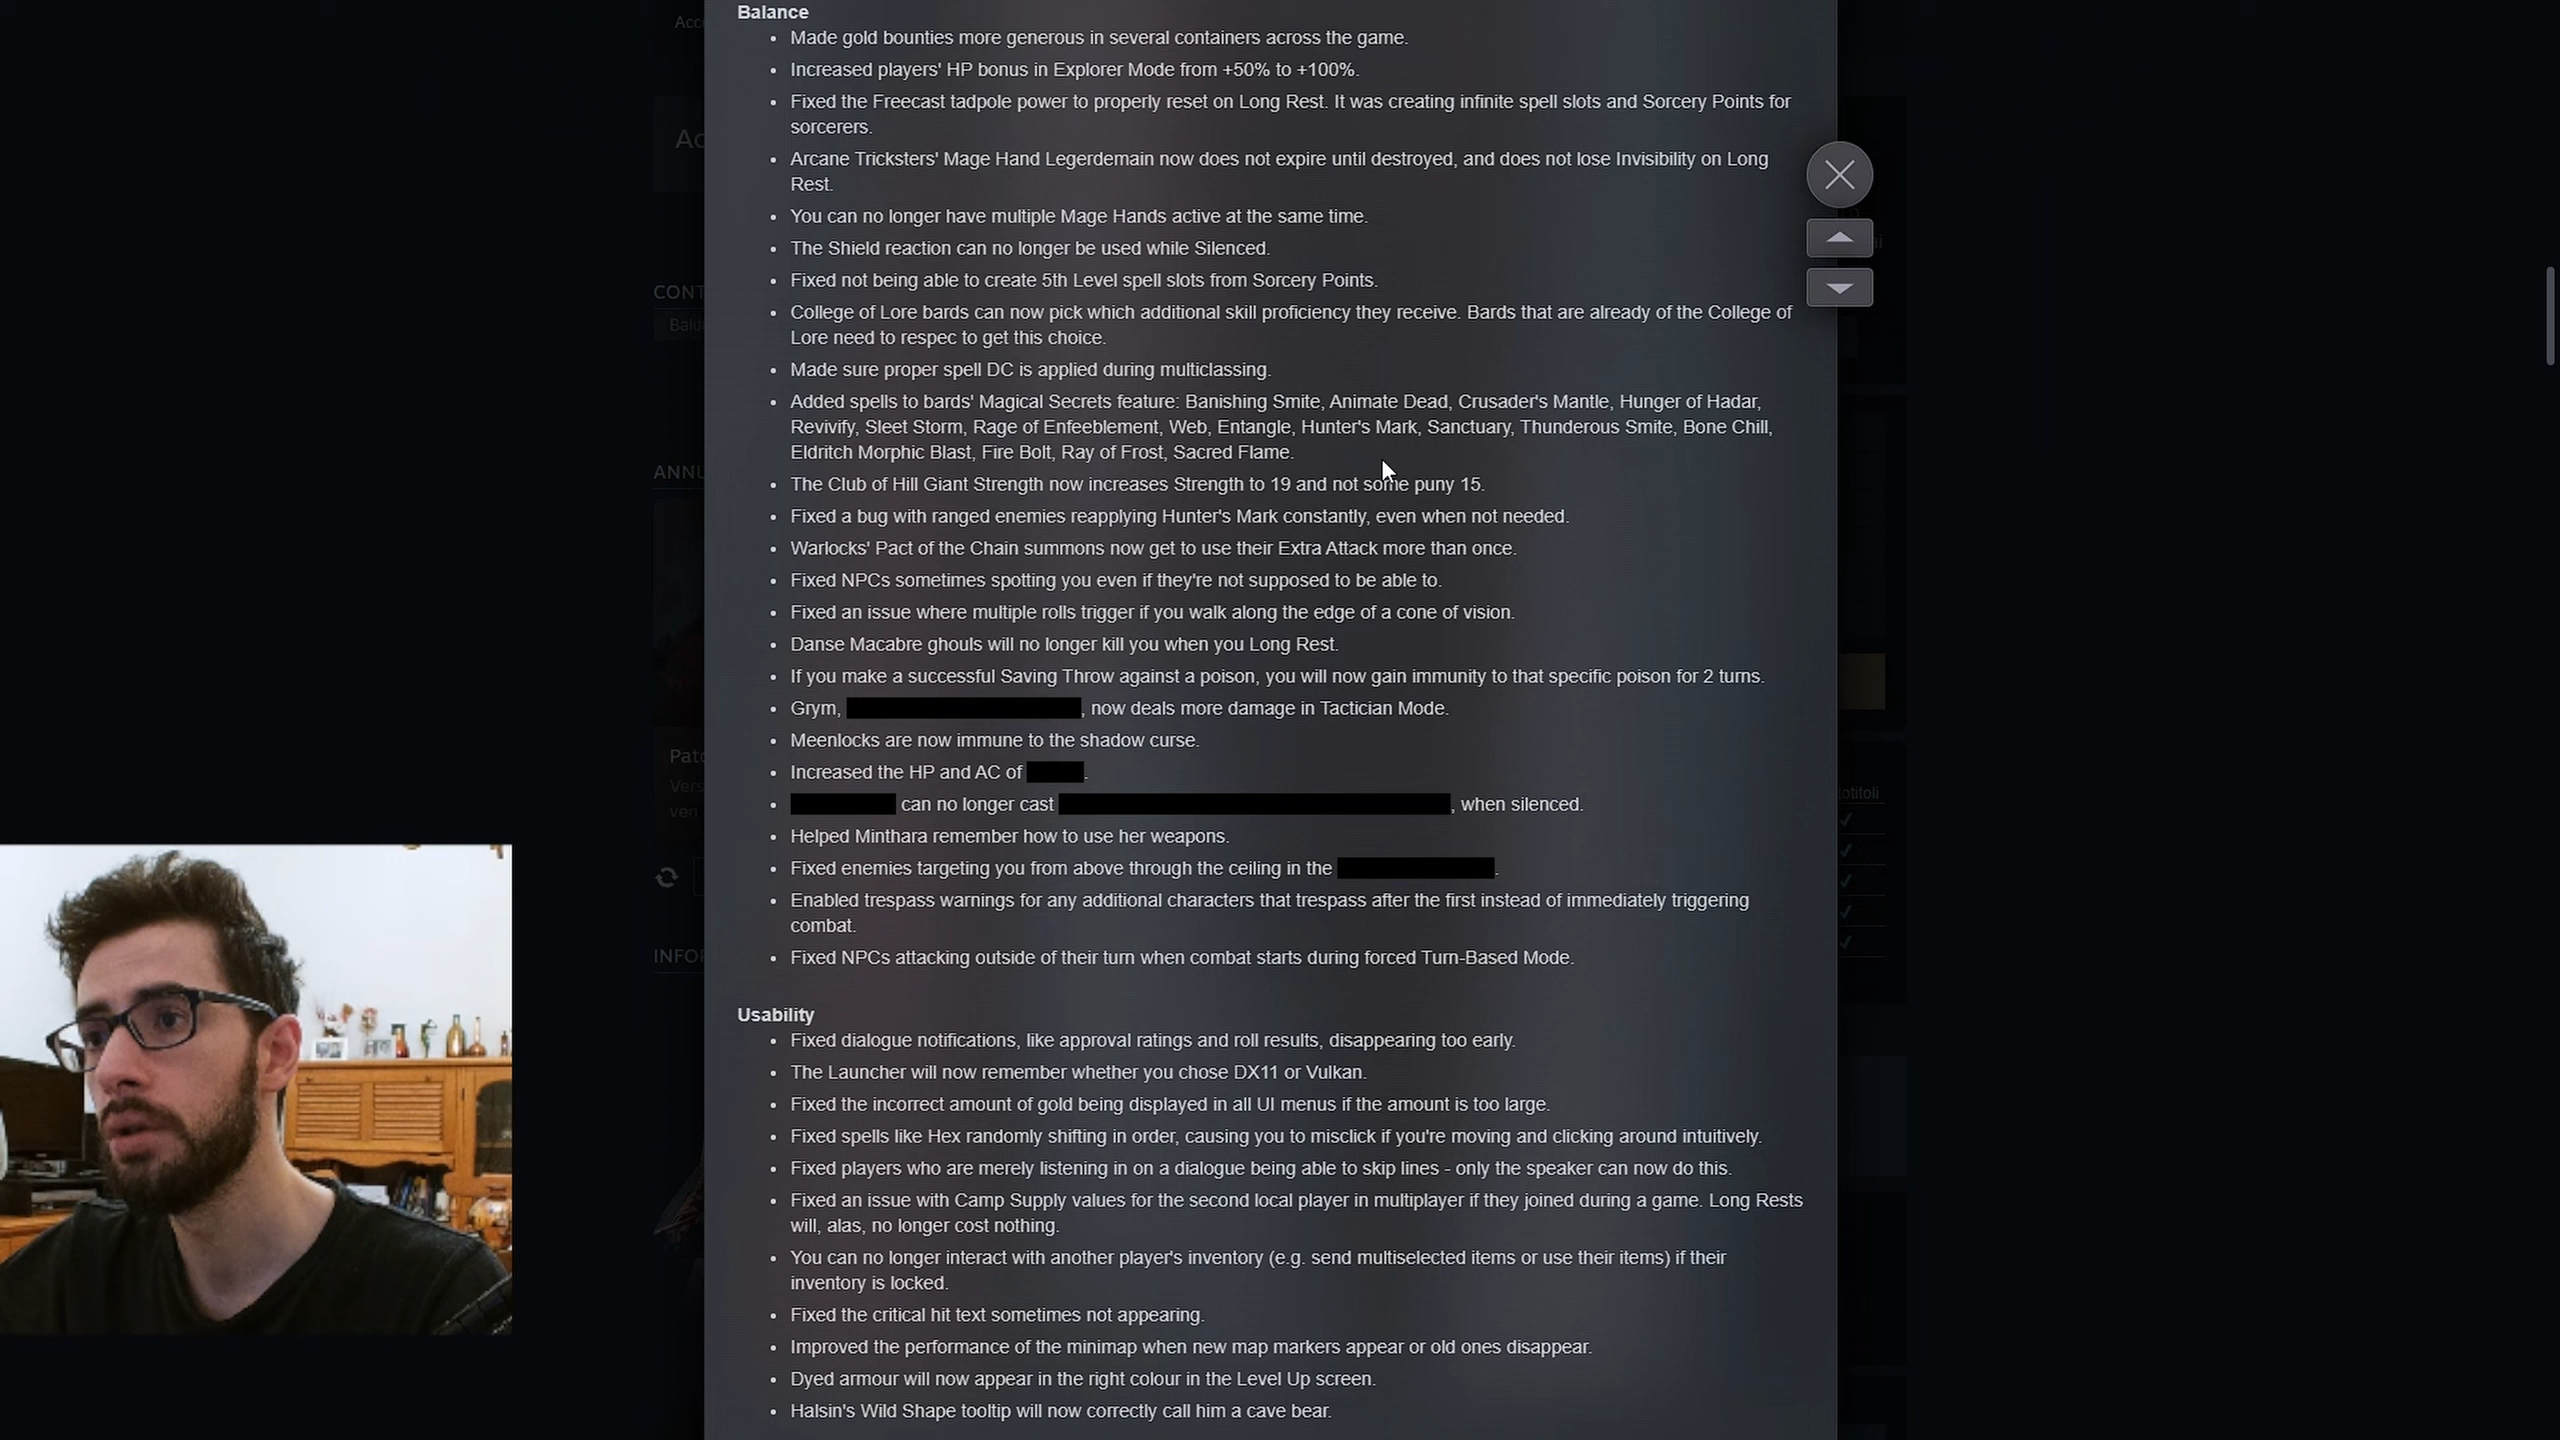 Acc
Balance
• Made gold bounties more generous in several containers across the game.
• Increased players' HP bonus in Explorer Mode from +50% to +100%.
• Fixed the Freecast tadpole power to properly reset on Long Rest. It was creating infinite spell slots and Sorcery Points for
sorcerers.
Ac
• Arcane Tricksters' Mage Hand Legerdemain now does not expire until destroyed, and does not lose Invisibility on Long
Rest.
• You can no longer have multiple Mage Hands active at the same time.
• The Shield reaction can no longer be used while Silenced.
• Fixed not being able to create 5th Level spell slots from Sorcery Points.
CONT
• College of Lore bards can now pick which additional skill proficiency they receive. Bards that are already of the College of
Lore need to respec to get this choice.
Bald
• Made sure proper spell DC is applied during multiclassing.
• Added spells to bards' Magical Secrets feature: Banishing Smite, Animate Dead, Crusader's Mantle, Hunger of Hadar,
Revivify, Sleet Storm, Rage of Enfeeblement, Web, Entangle, Hunter's Mark, Sanctuary, Thunderous Smite, Bone Chill,
Eldritch Morphic Blast, Fire Bolt, Ray of Frost, Sacred Flame.
ANNU
• The Club of Hill Giant Strength now increases Strength to 19 and not some puny 15.
• Fixed a bug with ranged enemies reapplying Hunter's Mark constantly, even when not needed.
• Warlocks' Pact of the Chain summons now get to use their Extra Attack more than once.
• Fixed NPCs sometimes spotting you even if they're not supposed to be able to.
• Fixed an issue where multiple rolls trigger if you walk along the edge of a cone of vision.
• Danse Macabre ghouls will no longer kill you when you Long Rest.
• If you make a successful Saving Throw against a poison, you will now gain immunity to that specific poison for 2 turns.
• Grym, , now deals more damage in Tactician Mode.
• Meenlocks are now immune to the shadow curse.
Patc
• Increased the HP and AC of .
Vers
ototitoli
• can no longer cast , when silenced.
ven
• Helped Minthara remember how to use her weapons.
• Fixed enemies targeting you from above through the ceiling in the .
• Enabled trespass warnings for any additional characters that trespass after the first instead of immediately triggering
combat.
INFOR
• Fixed NPCs attacking outside of their turn when combat starts during forced Turn-Based Mode.
Usability
• Fixed dialogue notifications, like approval ratings and roll results, disappearing too early.
• The Launcher will now remember whether you chose DX11 or Vulkan.
• Fixed the incorrect amount of gold being displayed in all UI menus if the amount is too large.
• Fixed spells like Hex randomly shifting in order, causing you to misclick if you're moving and clicking around intuitively.
• Fixed players who are merely listening in on a dialogue being able to skip lines - only the speaker can now do this.
• Fixed an issue with Camp Supply values for the second local player in multiplayer if they joined during a game. Long Rests
will, alas, no longer cost nothing.
• You can no longer interact with another player's inventory (e.g. send multiselected items or use their items) if their
inventory is locked.
• Fixed the critical hit text sometimes not appearing.
• Improved the performance of the minimap when new map markers appear or old ones disappear.
• Dyed armour will now appear in the right colour in the Level Up screen.
• Halsin's Wild Shape tooltip will now correctly call him a cave bear.